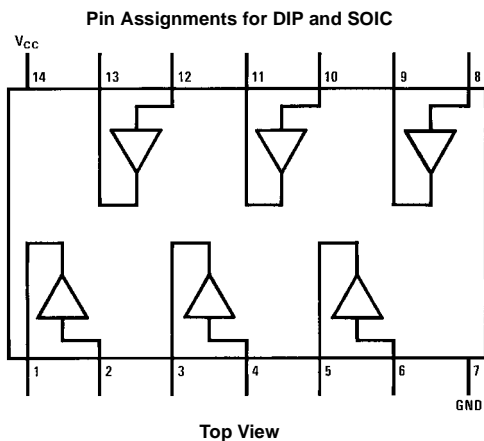 Pin Assignments for DIP and SOIC
VCC
14 13 12 11 10 9 8
1 2 3 4 5 6 7
GND
Top View